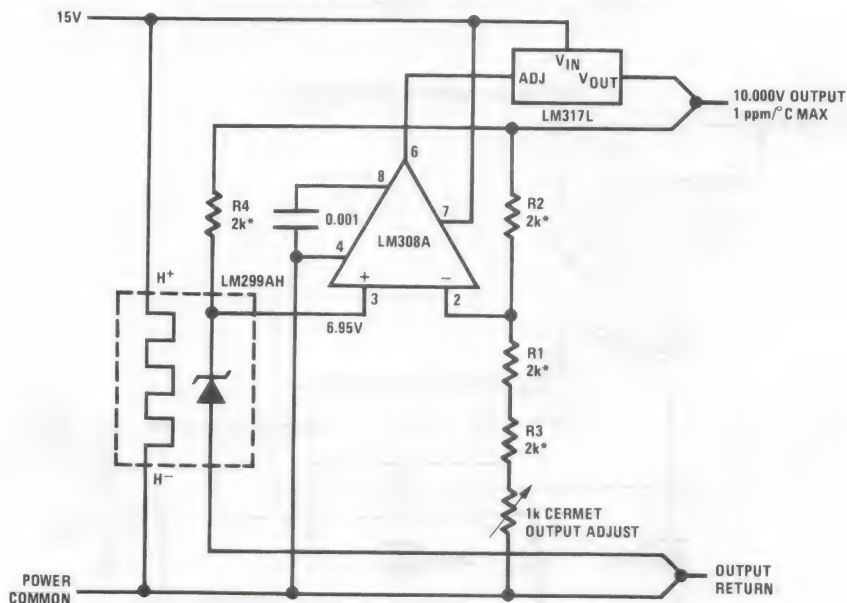 15V
ADJ
VIN
VOUT
LM317L
10.000V OUTPUT
1 ppm/°C MAX
6
8
R4
2k*
0.001
7
R2
2k*
4
LM308A
H+
LM299AH
+
−
3
2
6.95V
R1
2k*
R3
2k*
H−
1k CERMET
OUTPUT ADJUST
POWER
COMMON
OUTPUT
RETURN